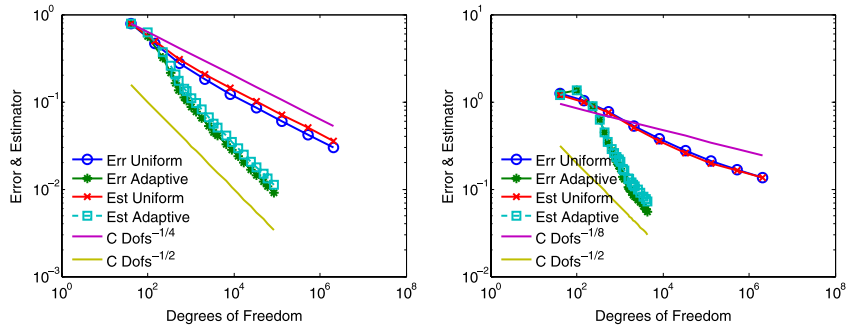 10^0
10^-1
10^-2
10^-3
Error & Estimator
Err Uniform
Err Adaptive
Est Uniform
Est Adaptive
C Dofs^-1/4
C Dofs^-1/2
10^0 10^2 10^4 10^6 10^8
Degrees of Freedom
10^1
10^0
10^-1
10^-2
Error & Estimator
Err Uniform
Err Adaptive
Est Uniform
Est Adaptive
C Dofs^-1/8
C Dofs^-1/2
10^0 10^2 10^4 10^6 10^8
Degrees of Freedom